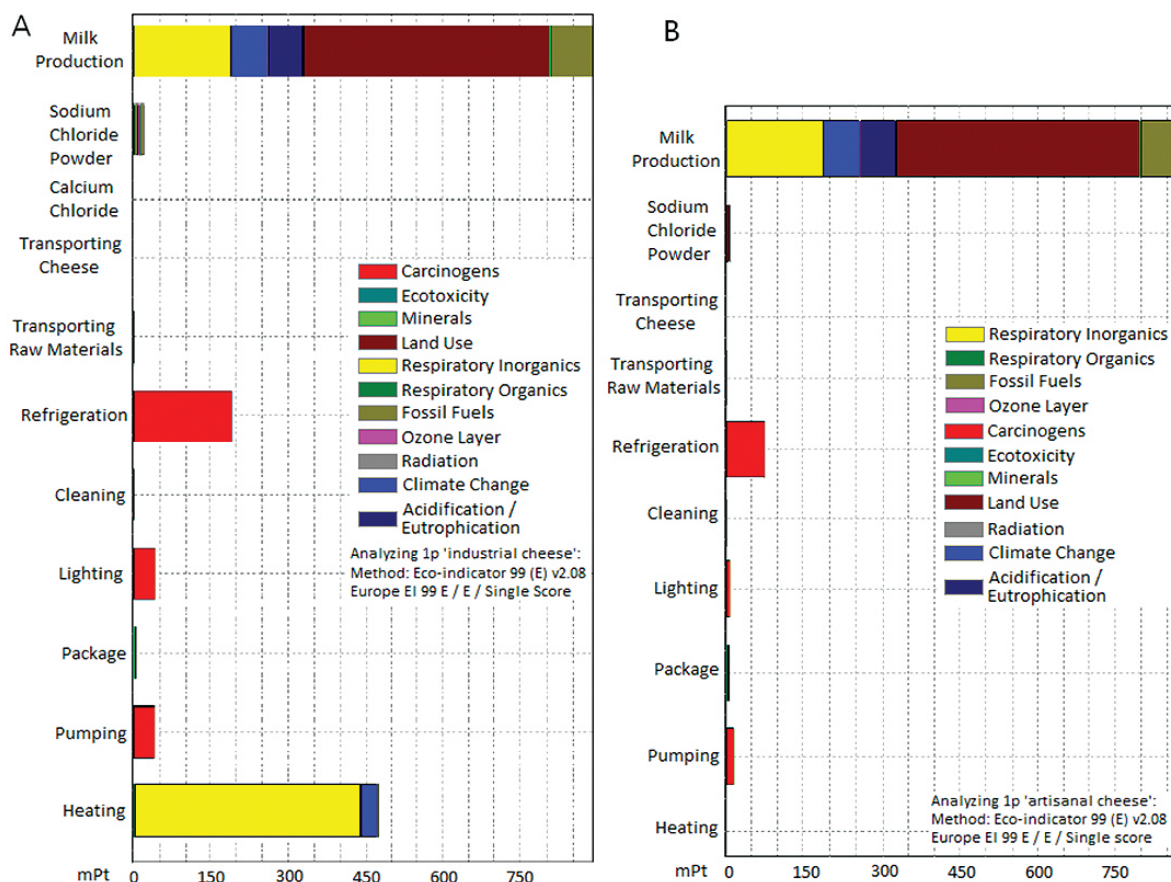 A
Milk
Production
Sodium
Chloride
Powder
Calcium
Chloride
Transporting
Cheese
Transporting
Raw Materials
Refrigeration
Cleaning
Lighting
Package
Pumping
Heating
mPt
0
150
300
450
600
750
Carcinogens
Ecotoxicity
Minerals
Land Use
Respiratory Inorganics
Respiratory Organics
Fossil Fuels
Ozone Layer
Radiation
Climate Change
Acidification /
Eutrophication
Analyzing 1p 'industrial cheese':
Method: Eco-indicator 99 (E) v2.08
Europe EI 99 E / E / Single Score
B
Milk
Production
Sodium
Chloride
Powder
Transporting
Cheese
Transporting
Raw Materials
Refrigeration
Cleaning
Lighting
Package
Pumping
Heating
mPt
0
150
300
450
600
750
Respiratory Inorganics
Respiratory Organics
Fossil Fuels
Ozone Layer
Carcinogens
Ecotoxicity
Minerals
Land Use
Radiation
Climate Change
Acidification /
Eutrophication
Analyzing 1p 'artisanal cheese':
Method: Eco-indicator 99 (E) v2.08
Europe EI 99 E / E / Single score